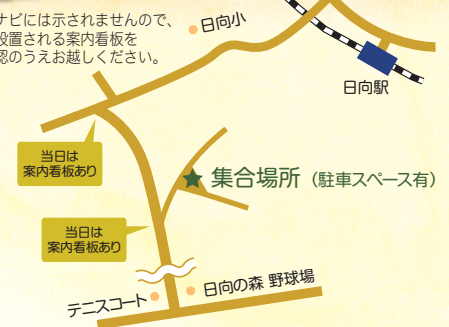 ナビには示されませんので、
設置される案内看板を
認のうえお越しください。
日向小
日向駅
当日は
案内看板あり
集合場所（駐車スペース有）
当日は
案内看板あり
テニスコート
日向の森 野球場